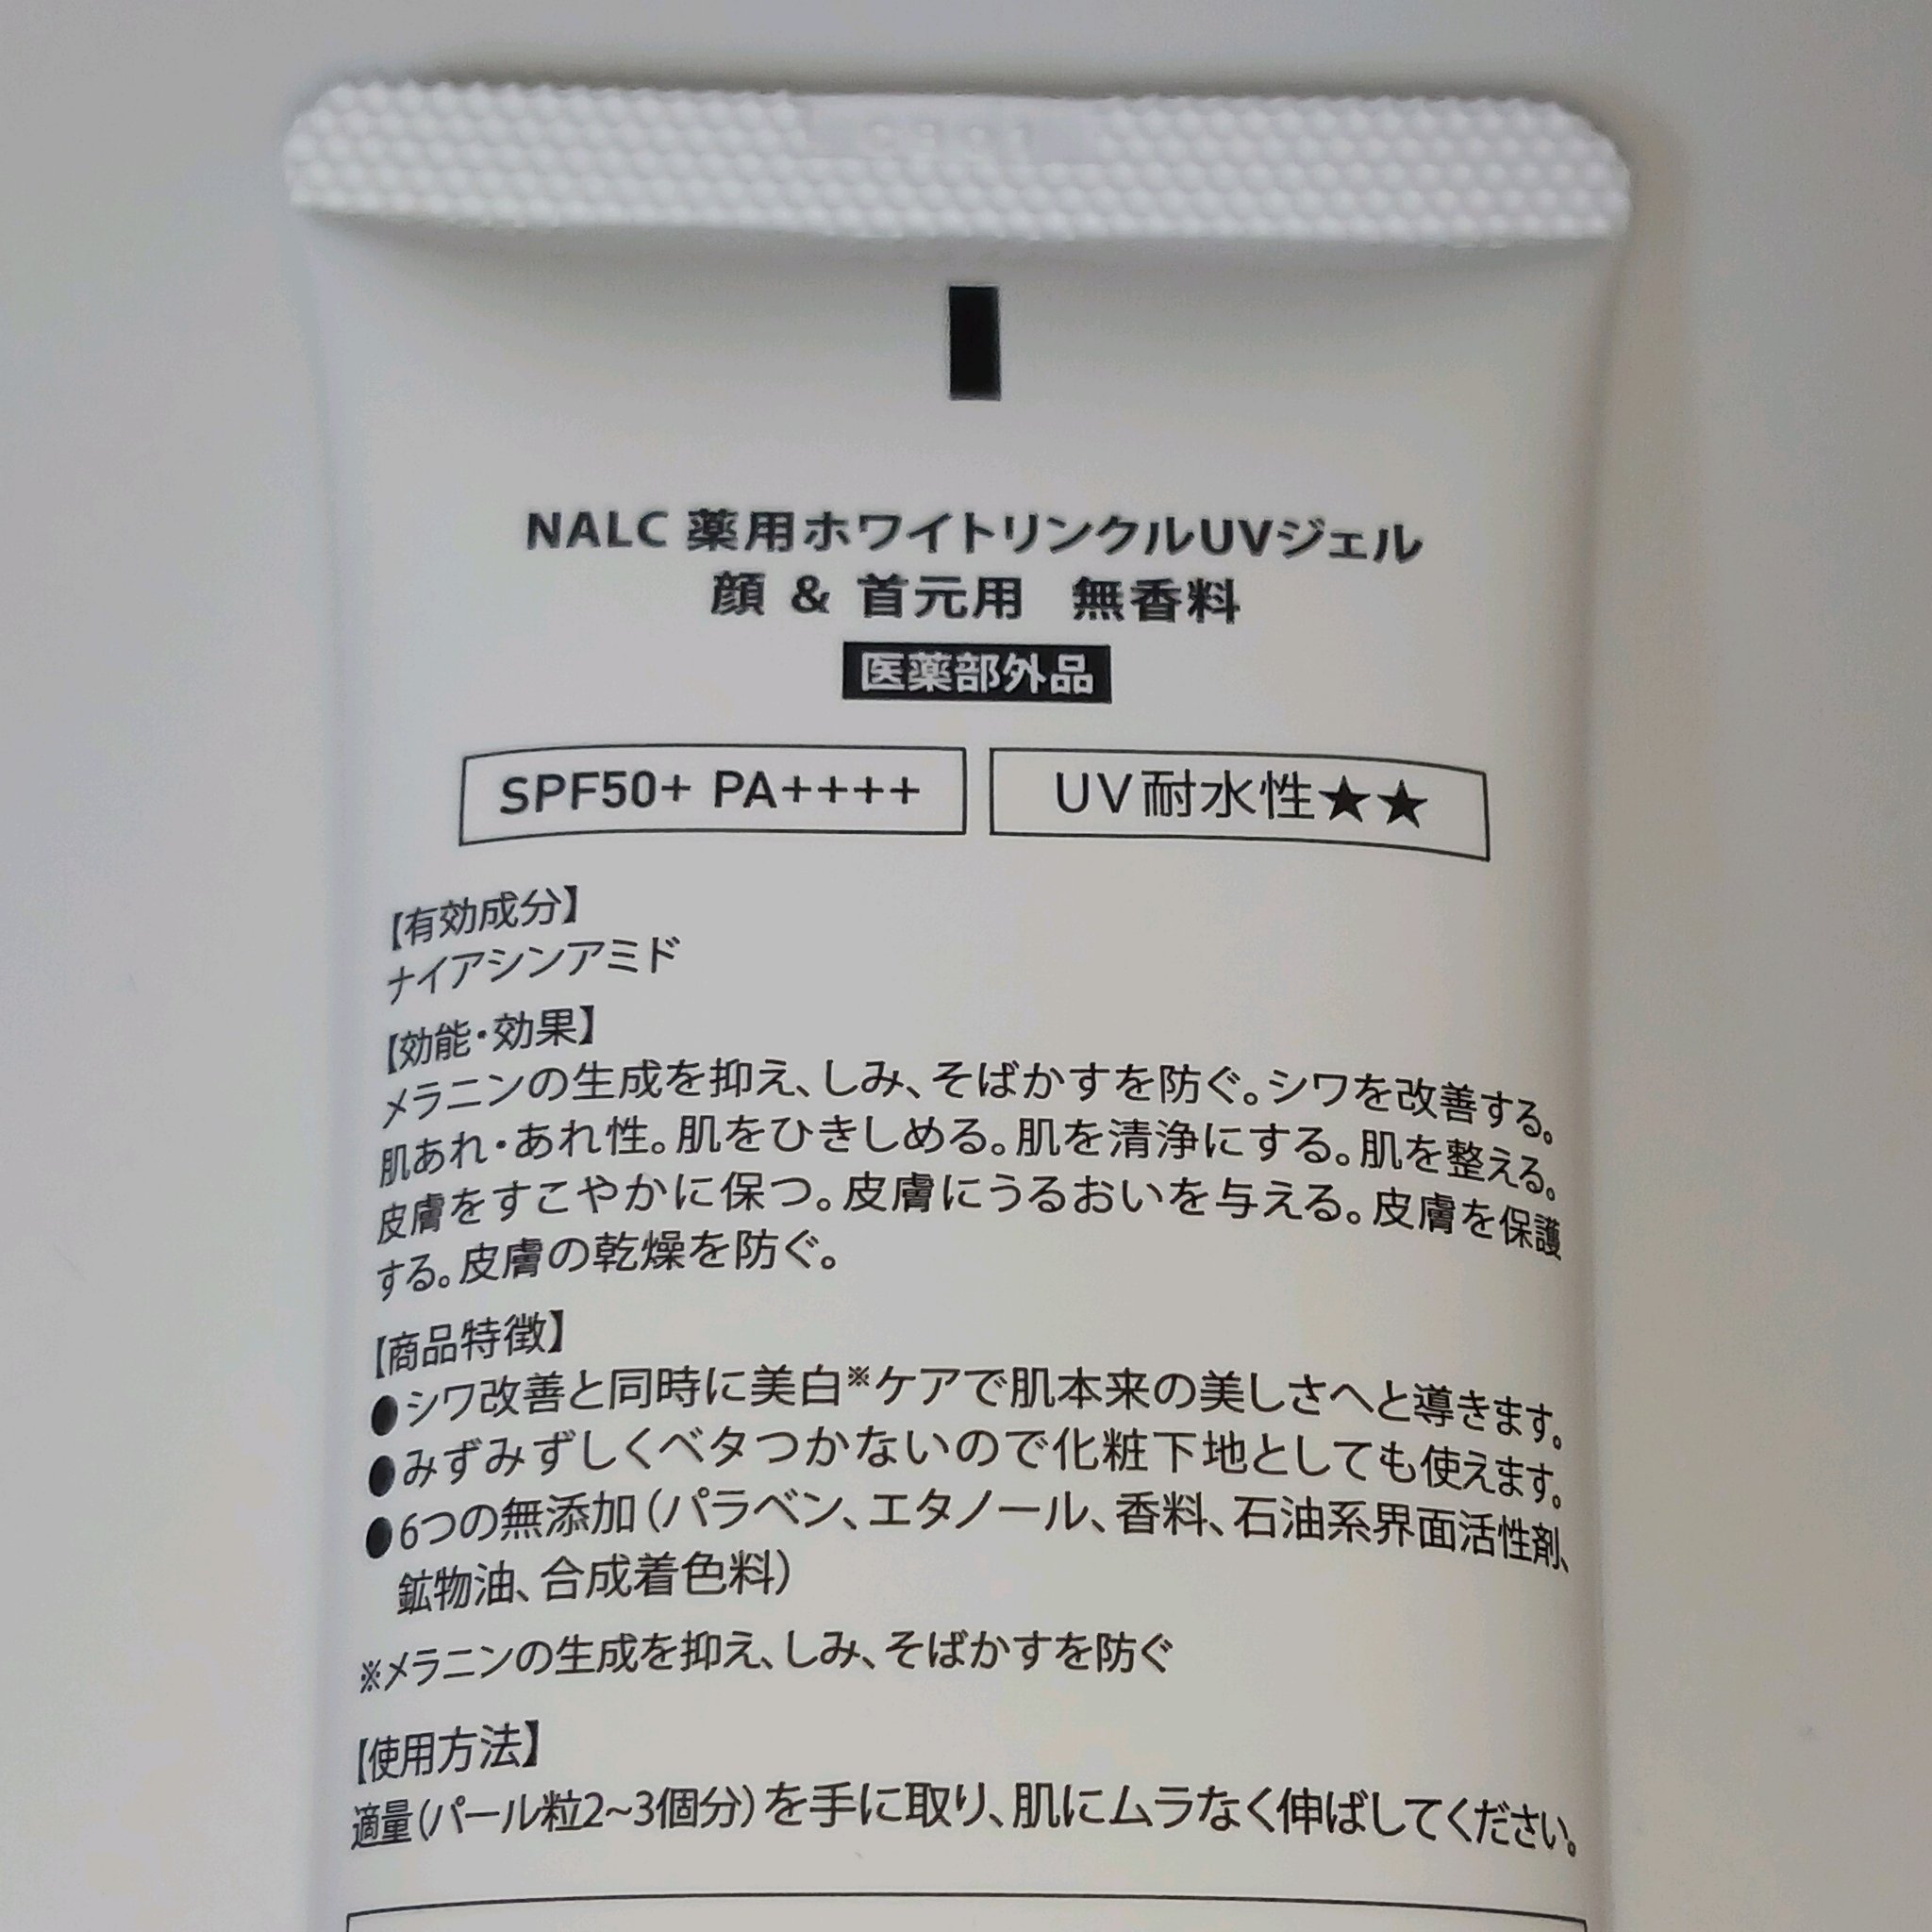 NALC 薬用ホワイトリンクルUVジェル
顔 & 首元用 無香料
医薬部外品
SPF50+ PA++++
UV耐水性★★
【有効成分】
ナイアシンアミド
【効能・効果】
メラニンの生成を抑え、しみ、そばかすを防ぐ。シワを改善する。
肌あれ・あれ性。肌をひきしめる。肌を清浄にする。肌を整える。
皮膚をすこやかに保つ。皮膚にうるおいを与える。皮膚を保護
する。皮膚の乾燥を防ぐ。
【商品特徴】
●シワ改善と同時に美白※ケアで肌本来の美しさへと導きます。
●みずみずしくベタつかないので化粧下地としても使えます。
●6つの無添加（パラベン、エタノール、香料、石油系界面活性剤、
鉱物油、合成着色料）
※メラニンの生成を抑え、しみ、そばかすを防ぐ
【使用方法】
適量（パール粒2~3個分）を手に取り、肌にムラなく伸ばしてください。